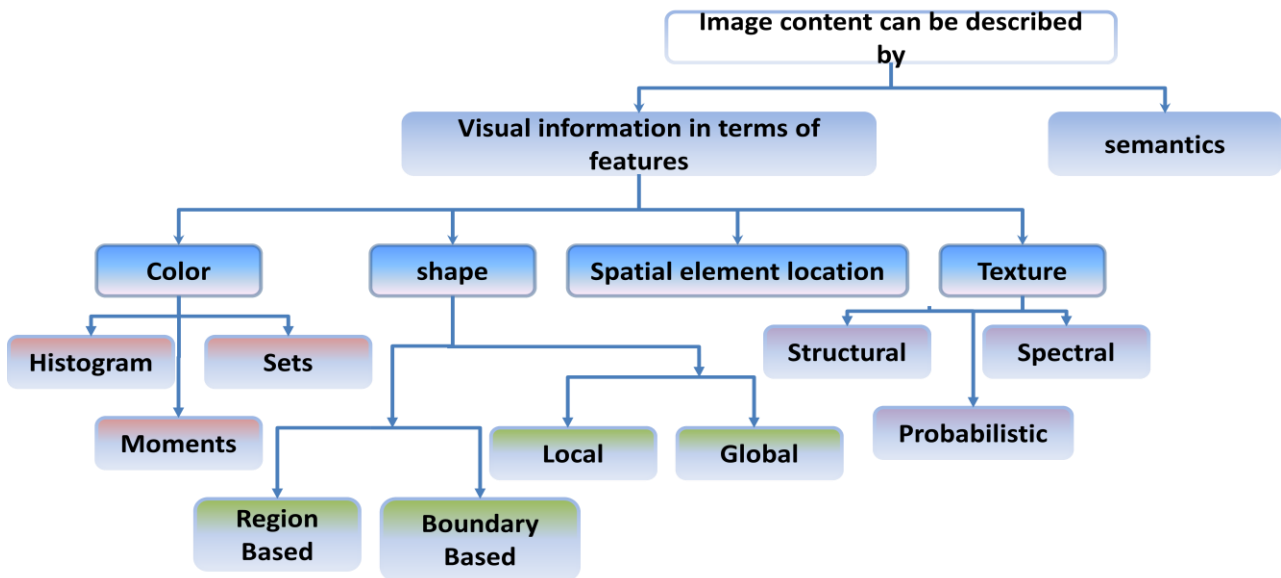 Image content can be described
by
Visual information in terms of
features
semantics
Color
shape
Spatial element location
Texture
Histogram
Sets
Structural
Spectral
Moments
Local
Global
Probabilistic
Region
Based
Boundary
Based